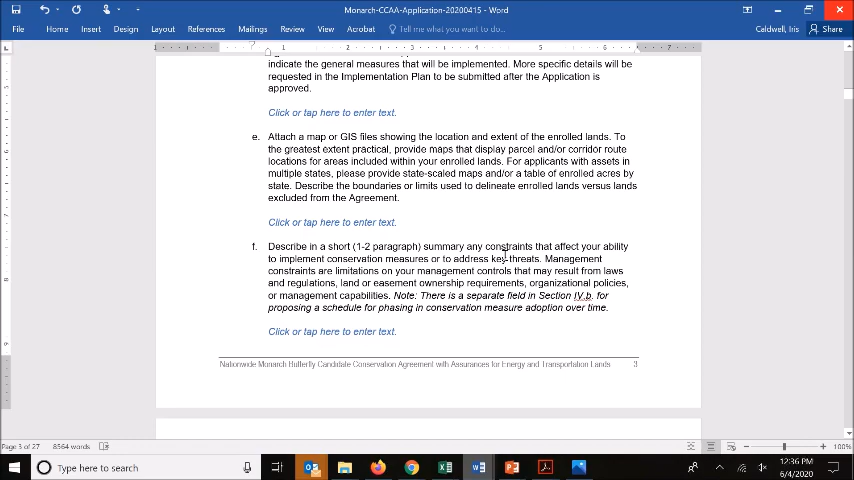 Monarch-CCAA-Application-20200415 - Word
File Home Insert Design Layout References Mailings Review View Acrobat Tell me what you want to do...
Caldwell, Iris
Share
indicate the general measures that will be implemented. More specific details will be
requested in the Implementation Plan to be submitted after the Application is
approved.
Click or tap here to enter text.
e. Attach a map or GIS files showing the location and extent of the enrolled lands. To
the greatest extent practical, provide maps that display parcel and/or corridor route
locations for areas included within your enrolled lands. For applicants with assets in
multiple states, please provide state-scaled maps and/or a table of enrolled acres by
state. Describe the boundaries or limits used to delineate enrolled lands versus lands
excluded from the Agreement.
Click or tap here to enter text.
f. Describe in a short (1-2 paragraph) summary any constraints that affect your ability
to implement conservation measures or to address key threats. Management
constraints are limitations on your management controls that may result from laws
and regulations, land or easement ownership requirements, organizational policies,
or management capabilities. Note: There is a separate field in Section IV.b. for
proposing a schedule for phasing in conservation measure adoption over time.
Click or tap here to enter text.
Nationwide Monarch Butterfly Candidate Conservation Agreement with Assurances for Energy and Transportation Lands 3
Page 3 of 27 8564 words
100%
Type here to search
12:36 PM
6/4/2020